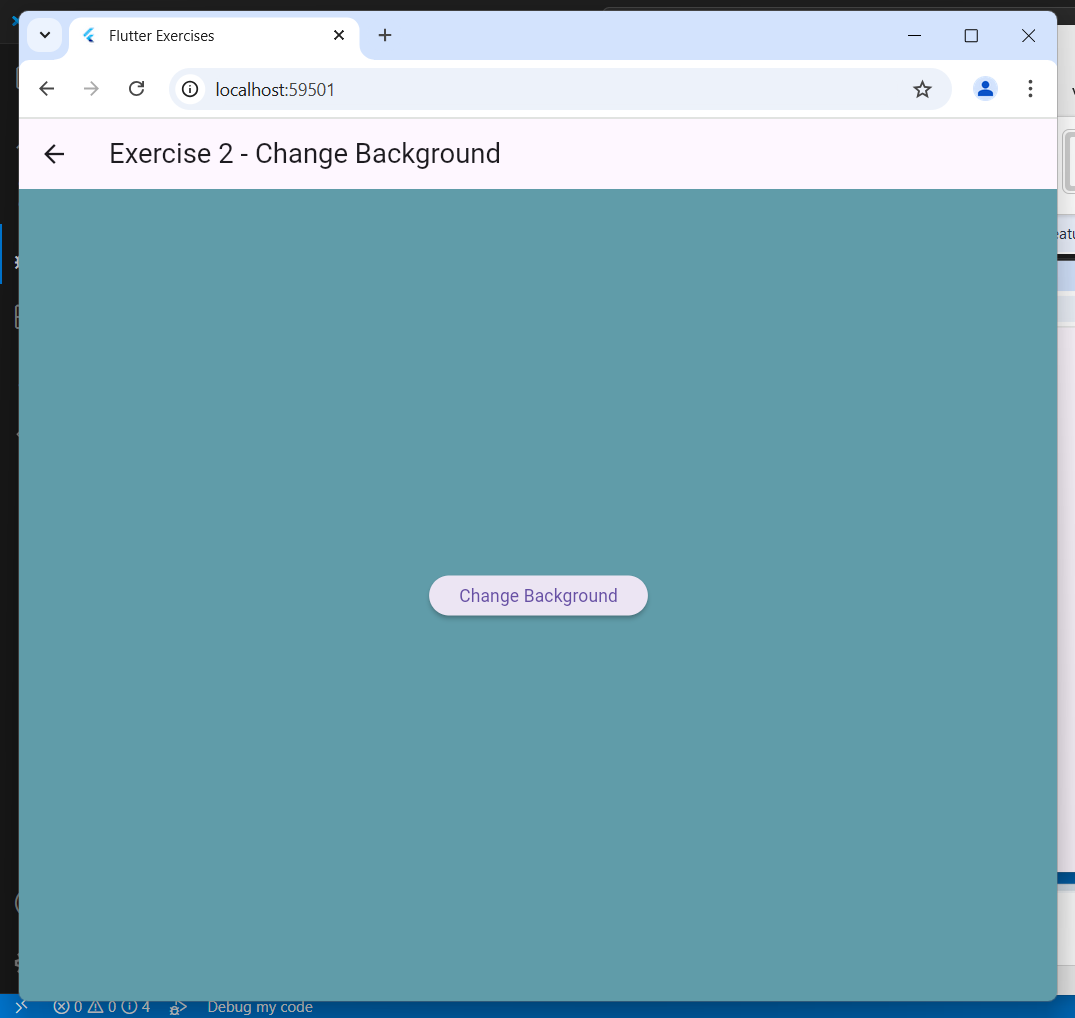 Flutter Exercises
localhost:59501
Exercise 2 - Change Background
Change Background
0 0 4 Debug my code